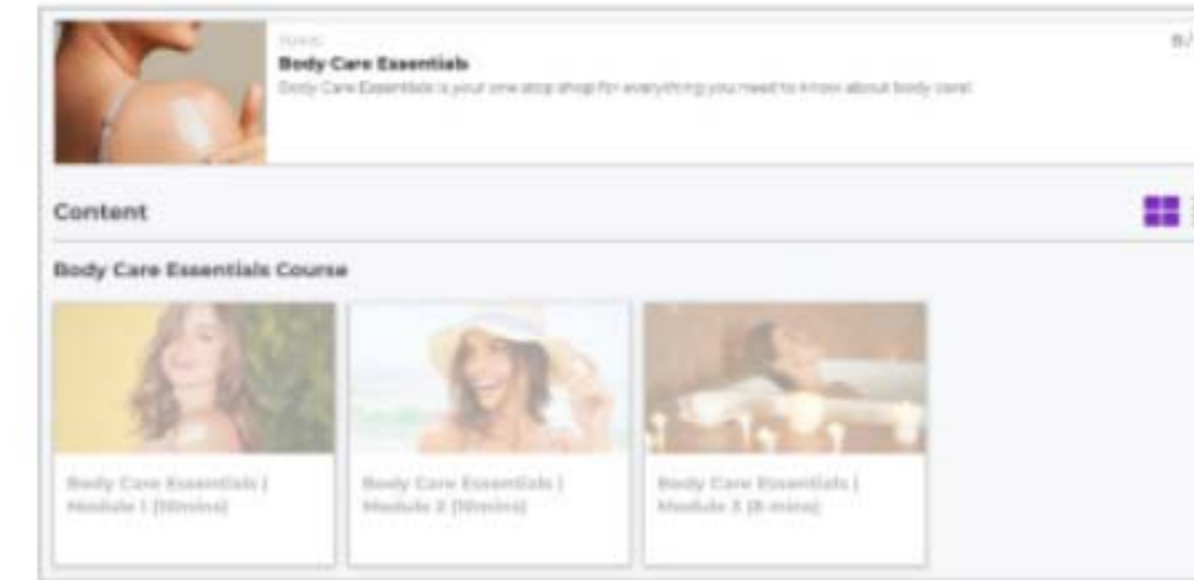 Body Care Essentials
Body Care Essentials is your one stop shop for everything you need to know about body care!
Content
Body Care Essentials Course
Body Care Essentials |
Module 1 (10mins)
Body Care Essentials |
Module 2 (10mins)
Body Care Essentials |
Module 3 (8 mins)